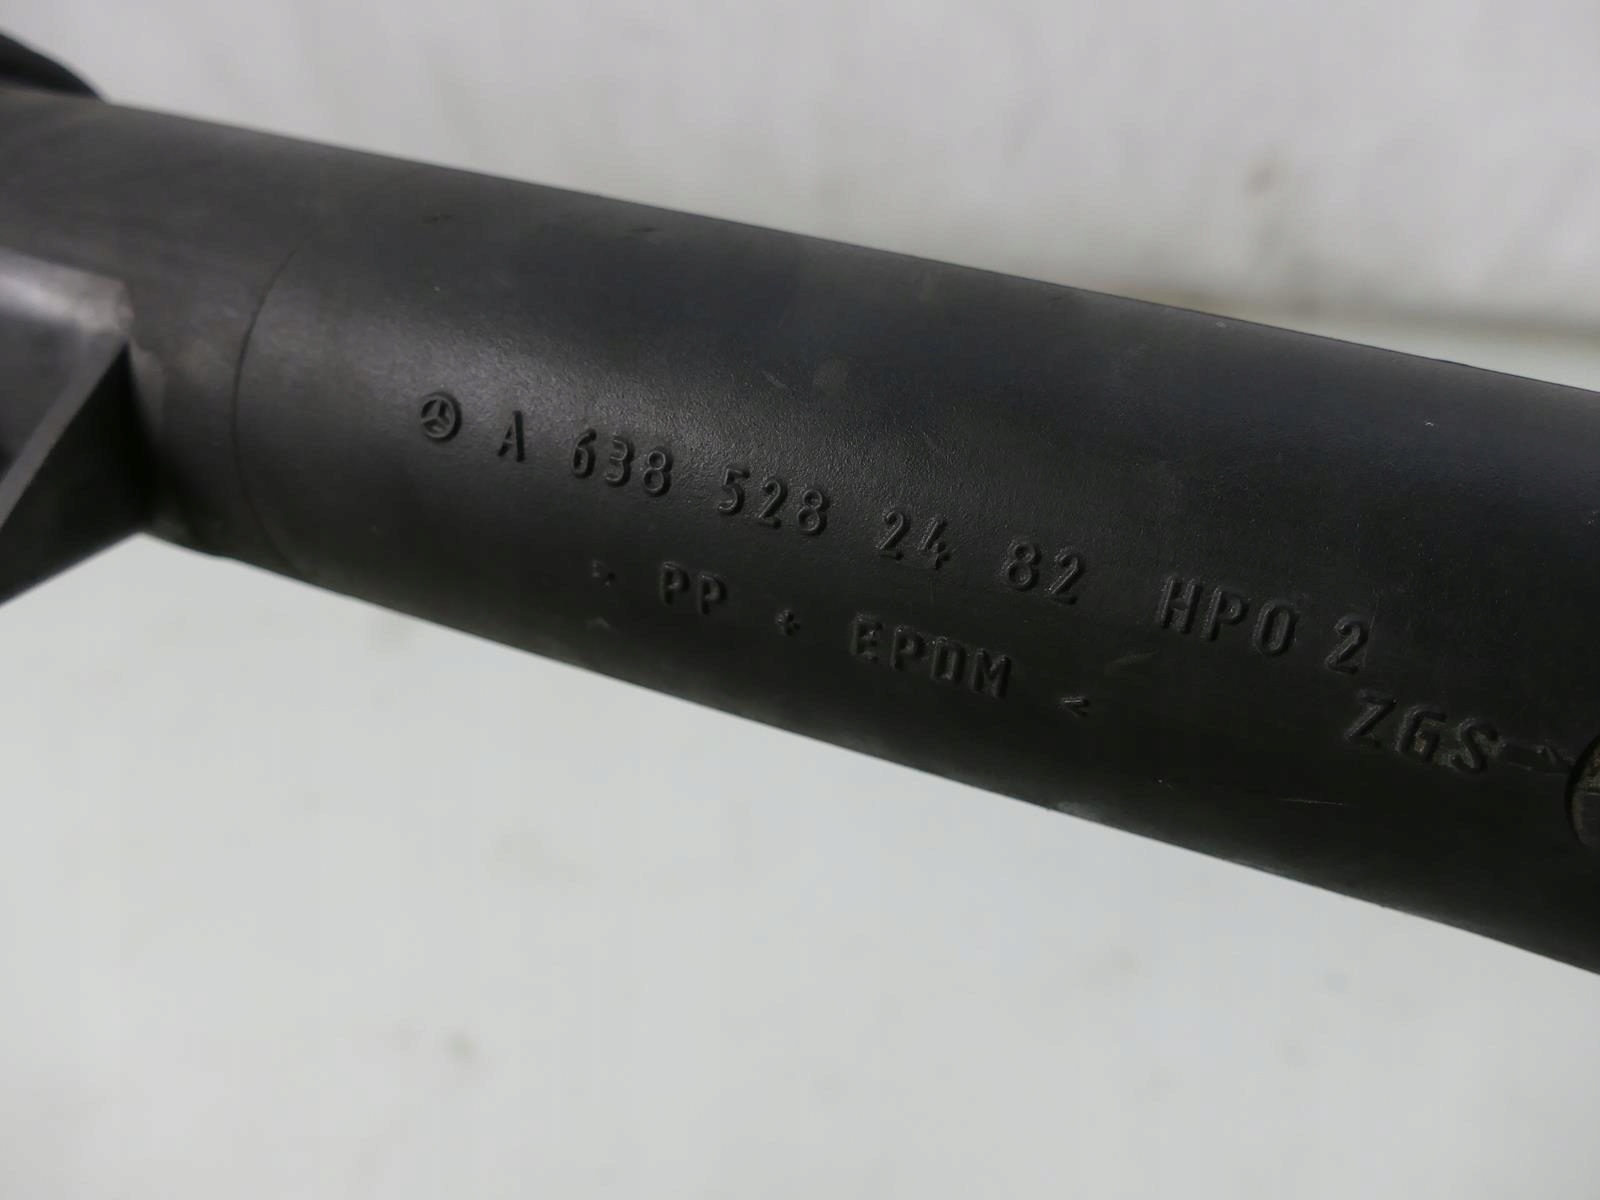 A 638 528 24 82 HPO 2
> PP + EPDM <
ZGS